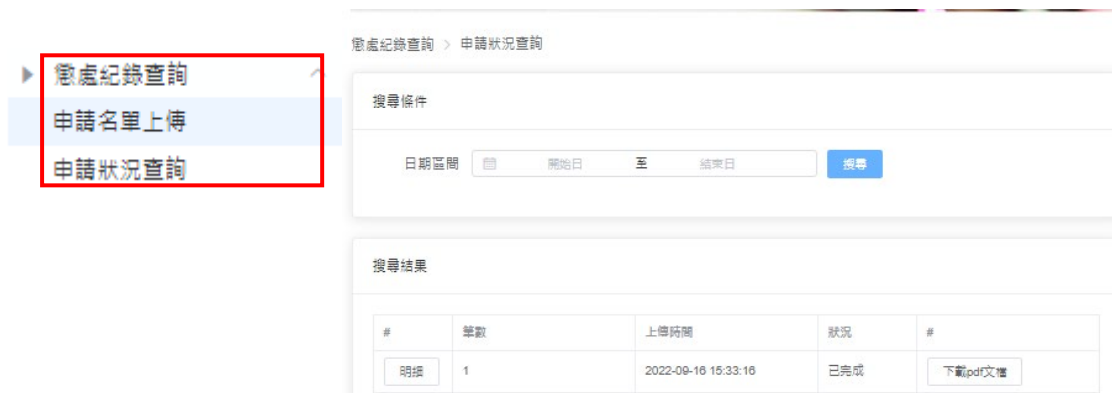 懲處紀錄查詢
申請名單上傳
申請狀況查詢
懲處紀錄查詢 > 申請狀況查詢
搜尋條件
日期區間 開始日 至 結束日 搜尋
搜尋結果
# 筆數 上傳時間 狀況 #
明細 1 2022-09-16 15:33:16 已完成 下載pdf文檔